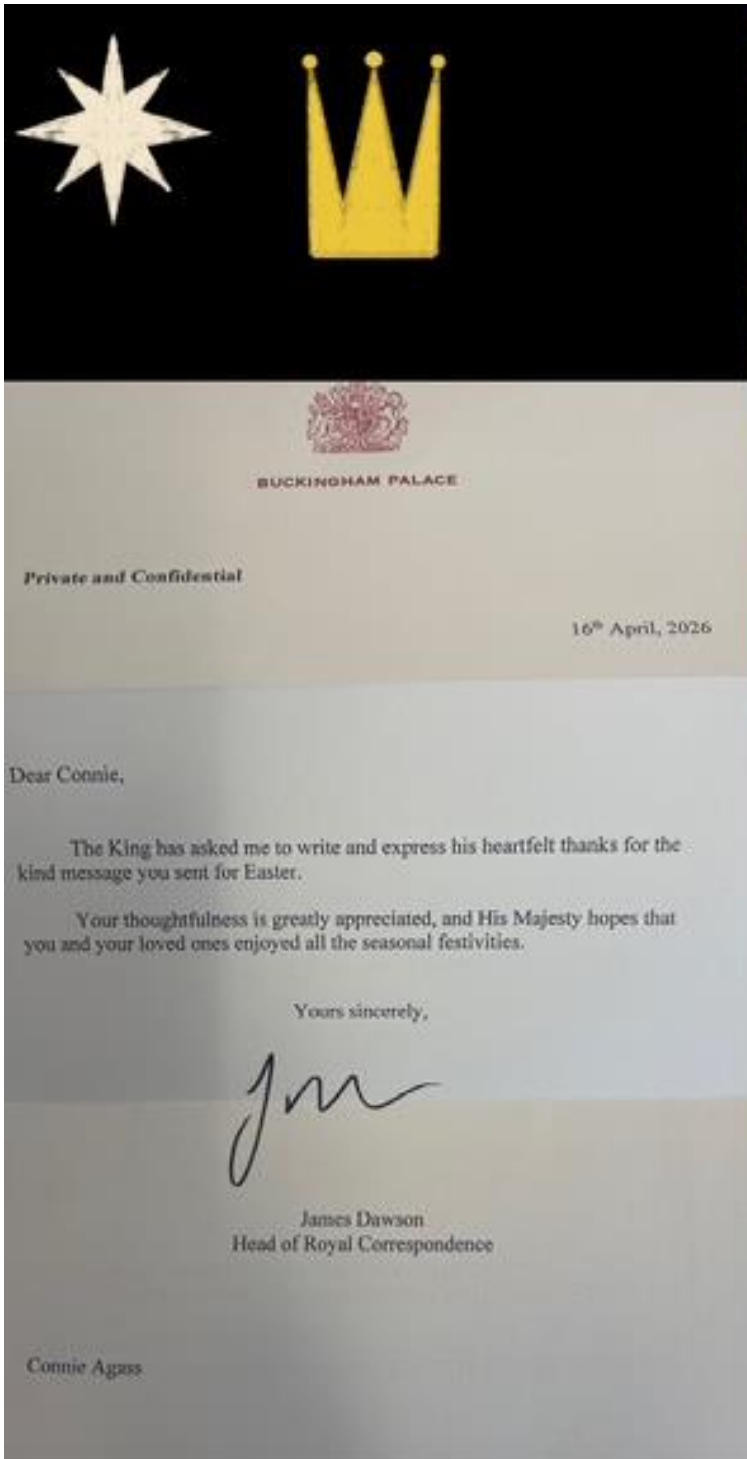 BUCKINGHAM PALACE
Private and Confidential
16th April, 2026
Dear Connie,
The King has asked me to write and express his heartfelt thanks for the
kind message you sent for Easter.
Your thoughtfulness is greatly appreciated, and His Majesty hopes that
you and your loved ones enjoyed all the seasonal festivities.
Yours sincerely,
James Dawson
Head of Royal Correspondence
Connie Agass